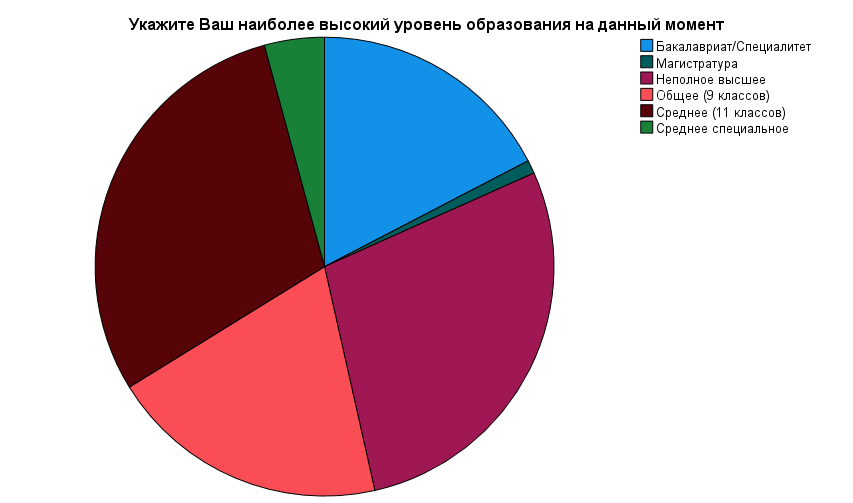 Укажите Ваш наиболее высокий уровень образования на данный момент
Бакалавриат/Специалитет
Магистратура
Неполное высшее
Общее (9 классов)
Среднее (11 классов)
Среднее специальное